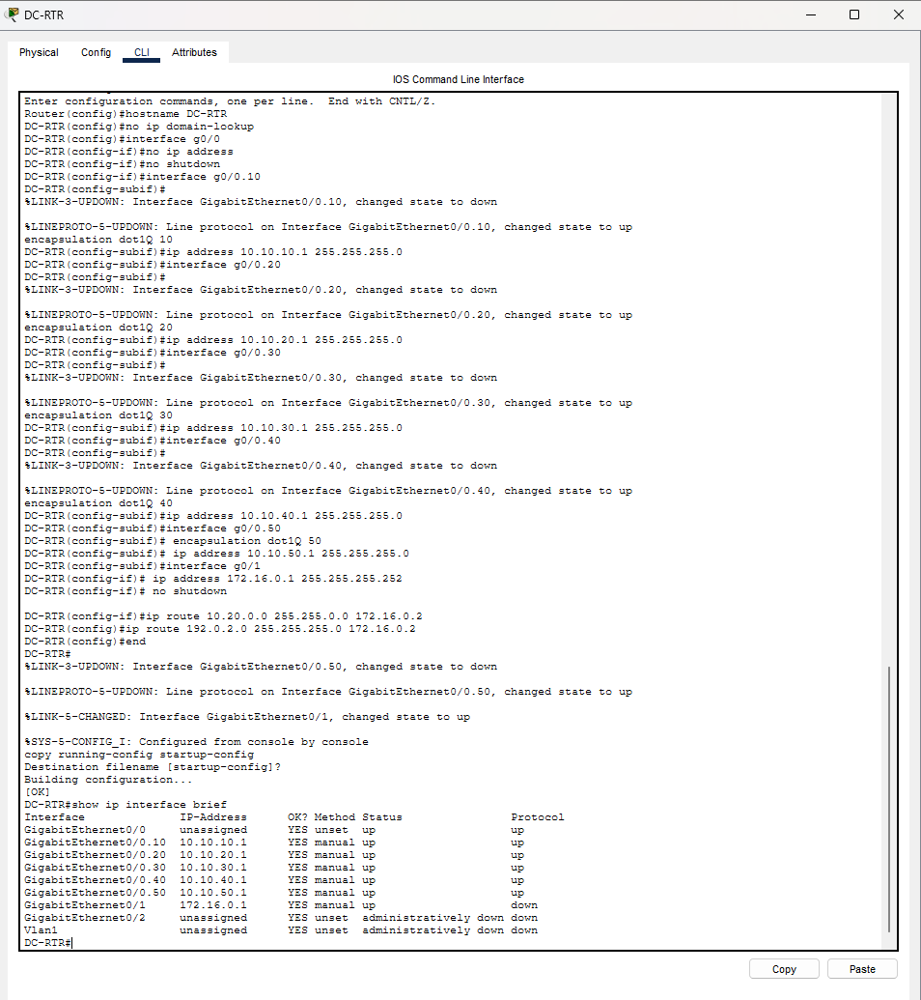 DC-RTR
Physical Config CLI Attributes
IOS Command Line Interface
Enter configuration commands, one per line.  End with CNTL/Z.
Router(config)#hostname DC-RTR
DC-RTR(config)#no ip domain-lookup
DC-RTR(config)#interface g0/0
DC-RTR(config-if)#no ip address
DC-RTR(config-if)#no shutdown
DC-RTR(config-if)#interface g0/0.10
DC-RTR(config-subif)#
%LINK-3-UPDOWN: Interface GigabitEthernet0/0.10, changed state to down
%LINEPROTO-5-UPDOWN: Line protocol on Interface GigabitEthernet0/0.10, changed state to up
encapsulation dot1Q 10
DC-RTR(config-subif)#ip address 10.10.10.1 255.255.255.0
DC-RTR(config-subif)#interface g0/0.20
DC-RTR(config-subif)#
%LINK-3-UPDOWN: Interface GigabitEthernet0/0.20, changed state to down
%LINEPROTO-5-UPDOWN: Line protocol on Interface GigabitEthernet0/0.20, changed state to up
encapsulation dot1Q 20
DC-RTR(config-subif)#ip address 10.10.20.1 255.255.255.0
DC-RTR(config-subif)#interface g0/0.30
DC-RTR(config-subif)#
%LINK-3-UPDOWN: Interface GigabitEthernet0/0.30, changed state to down
%LINEPROTO-5-UPDOWN: Line protocol on Interface GigabitEthernet0/0.30, changed state to up
encapsulation dot1Q 30
DC-RTR(config-subif)#ip address 10.10.30.1 255.255.255.0
DC-RTR(config-subif)#interface g0/0.40
DC-RTR(config-subif)#
%LINK-3-UPDOWN: Interface GigabitEthernet0/0.40, changed state to down
%LINEPROTO-5-UPDOWN: Line protocol on Interface GigabitEthernet0/0.40, changed state to up
encapsulation dot1Q 40
DC-RTR(config-subif)#ip address 10.10.40.1 255.255.255.0
DC-RTR(config-subif)#interface g0/0.50
DC-RTR(config-subif)# encapsulation dot1Q 50
DC-RTR(config-subif)# ip address 10.10.50.1 255.255.255.0
DC-RTR(config-subif)#interface g0/1
DC-RTR(config-if)# ip address 172.16.0.1 255.255.255.252
DC-RTR(config-if)# no shutdown
DC-RTR(config-if)#ip route 10.20.0.0 255.255.0.0 172.16.0.2
DC-RTR(config)#ip route 192.0.2.0 255.255.255.0 172.16.0.2
DC-RTR(config)#end
DC-RTR#
%LINK-3-UPDOWN: Interface GigabitEthernet0/0.50, changed state to down
%LINEPROTO-5-UPDOWN: Line protocol on Interface GigabitEthernet0/0.50, changed state to up
%LINK-5-CHANGED: Interface GigabitEthernet0/1, changed state to up
%SYS-5-CONFIG_I: Configured from console by console
copy running-config startup-config
Destination filename [startup-config]?
Building configuration...
[OK]
DC-RTR#show ip interface brief
Interface              IP-Address      OK? Method Status                Protocol
GigabitEthernet0/0     unassigned      YES unset  up                    up
GigabitEthernet0/0.10  10.10.10.1      YES manual up                    up
GigabitEthernet0/0.20  10.10.20.1      YES manual up                    up
GigabitEthernet0/0.30  10.10.30.1      YES manual up                    up
GigabitEthernet0/0.40  10.10.40.1      YES manual up                    up
GigabitEthernet0/0.50  10.10.50.1      YES manual up                    up
GigabitEthernet0/1     172.16.0.1      YES manual up                    down
GigabitEthernet0/2     unassigned      YES unset  administratively down down
Vlan1                  unassigned      YES unset  administratively down down
DC-RTR#
Copy Paste